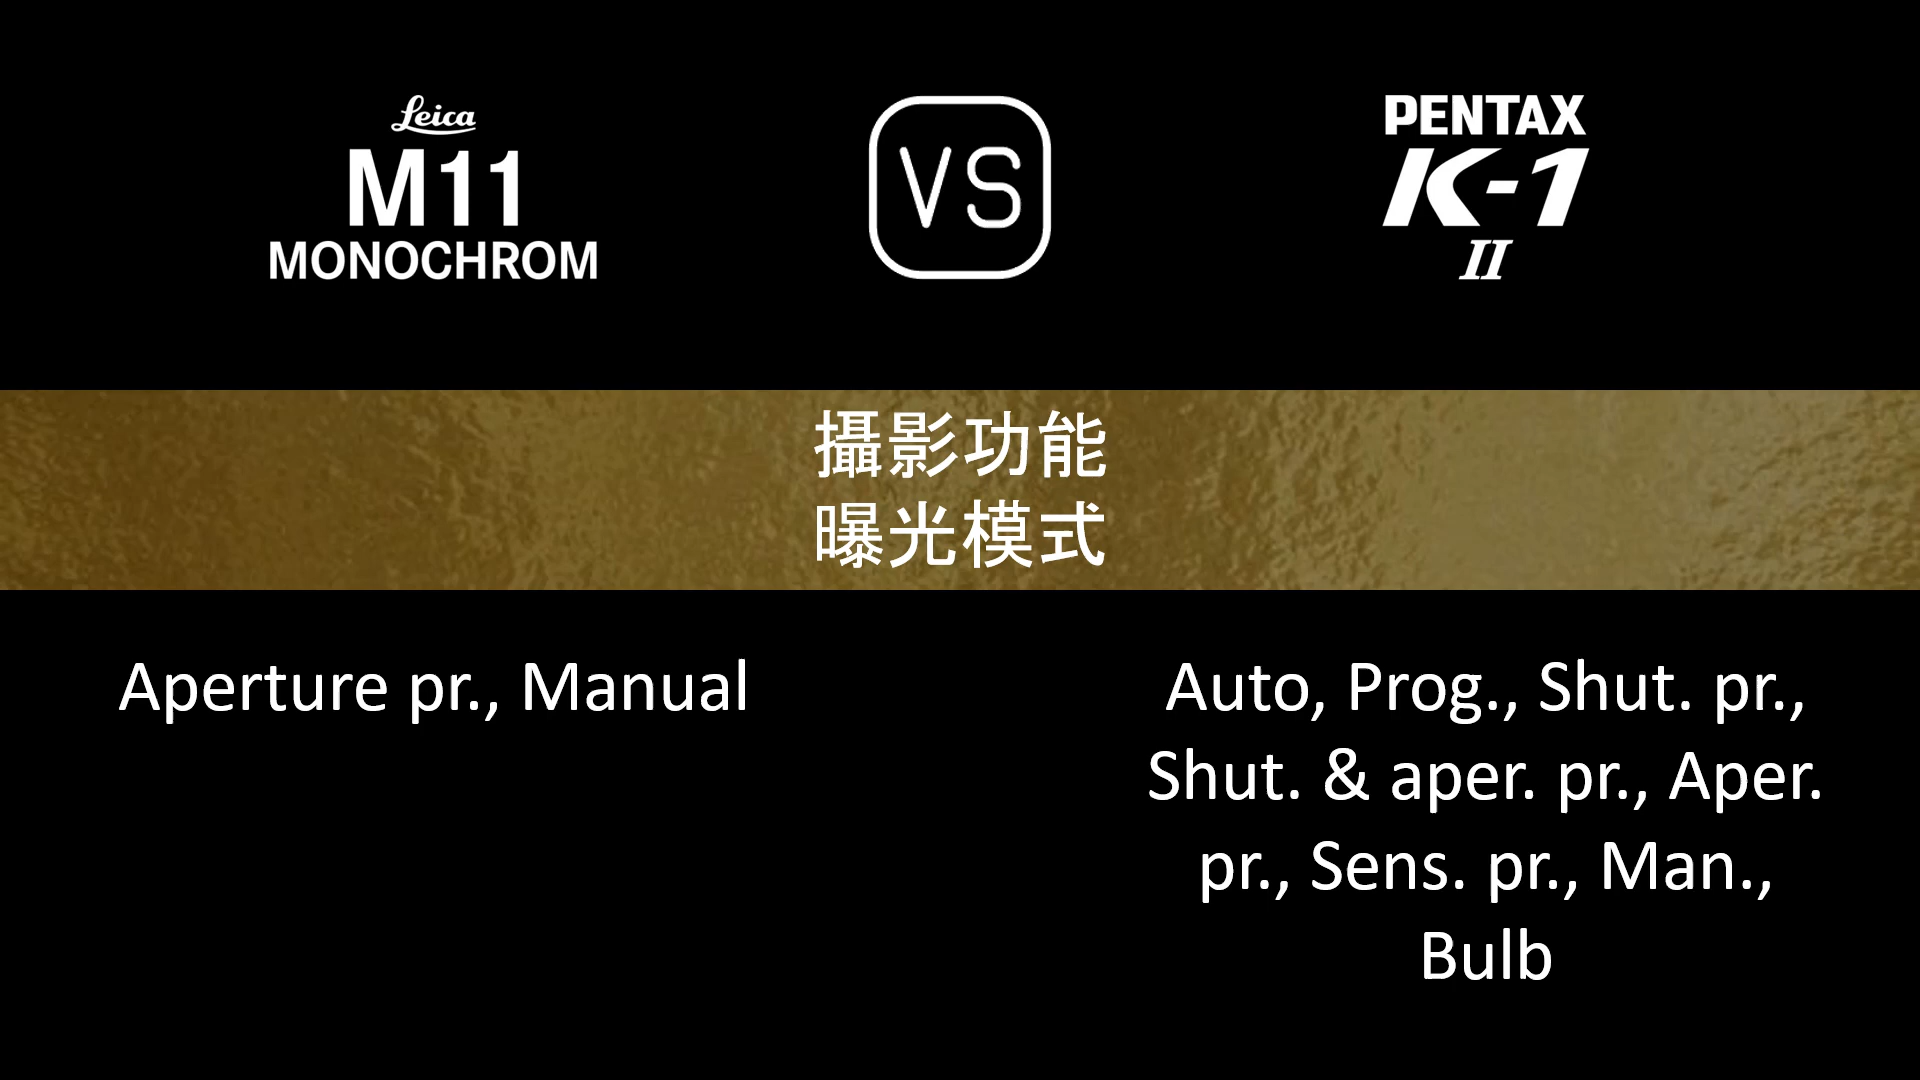 Leica
M11
MONOCHROM
VS
PENTAX
K-1
II
攝影功能
曝光模式
Aperture pr., Manual
Auto, Prog., Shut. pr.,
Shut. & aper. pr., Aper.
pr., Sens. pr., Man.,
Bulb